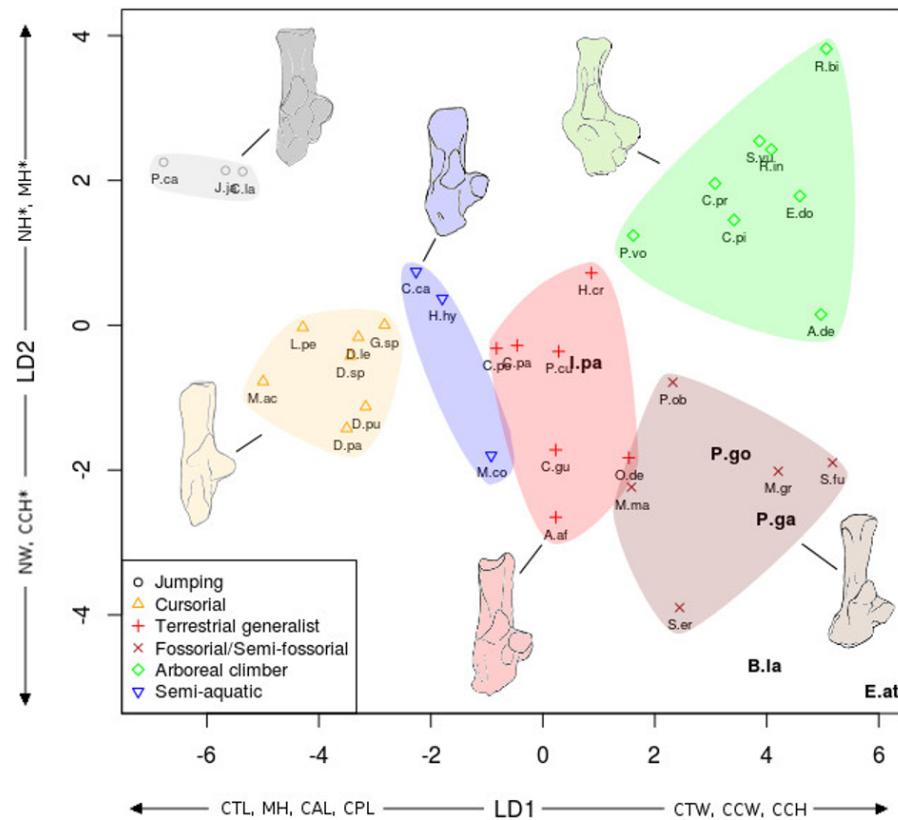 4
2
0
-2
-4
NH*, MH*
LD2
NW, CCH*
R.bi
S.vu
R.in
P.ca
J.ja
C.la
C.pr
E.do
C.pi
P.vo
C.ca
H.cr
H.hy
A.de
L.pe
G.sp
D.le
D.sp
C.pe
C.pa
P.cu
I.pa
M.ac
P.ob
D.pu
D.pa
P.go
M.co
C.gu
O.de
M.gr
S.fu
M.ma
P.ga
A.af
S.er
B.la
E.at
Jumping
Cursorial
Terrestrial generalist
Fossorial/Semi-fossorial
Arboreal climber
Semi-aquatic
-6 -4 -2 0 2 4 6
CTL, MH, CAL, CPL LD1 CTW, CCW, CCH